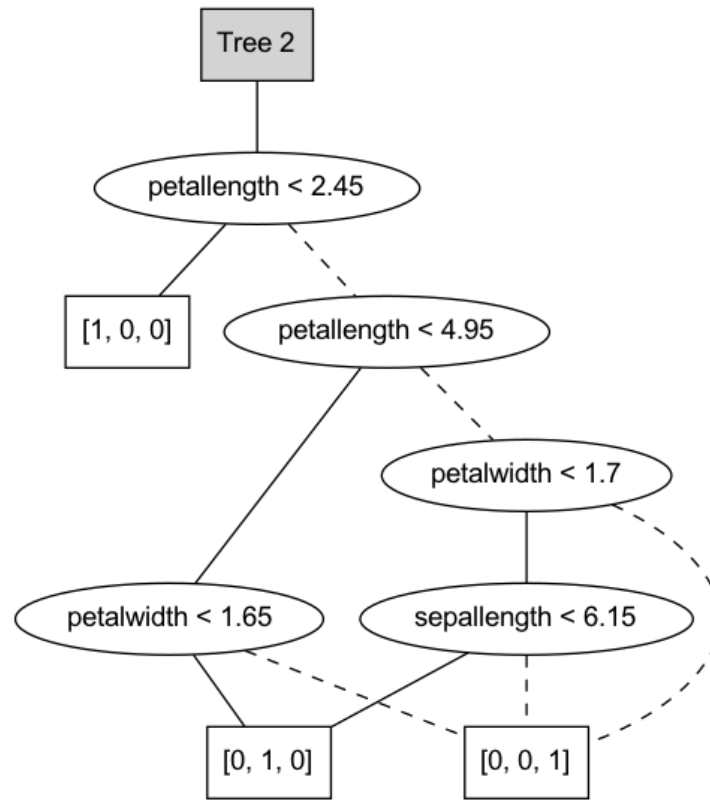 Tree 2
petallength < 2.45
[1, 0, 0]
petallength < 4.95
petalwidth < 1.7
petalwidth < 1.65
sepallength < 6.15
[0, 1, 0]
[0, 0, 1]